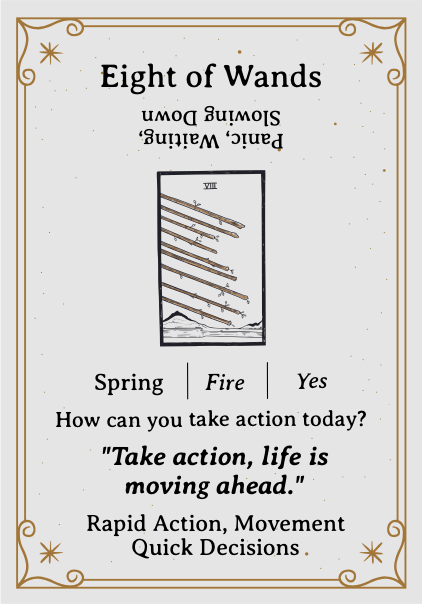 Eight of Wands
Panic, Waiting,
Slowing Down
VIII
Spring
Fire
Yes
How can you take action today?
"Take action, life is
moving ahead."
Rapid Action, Movement
Quick Decisions